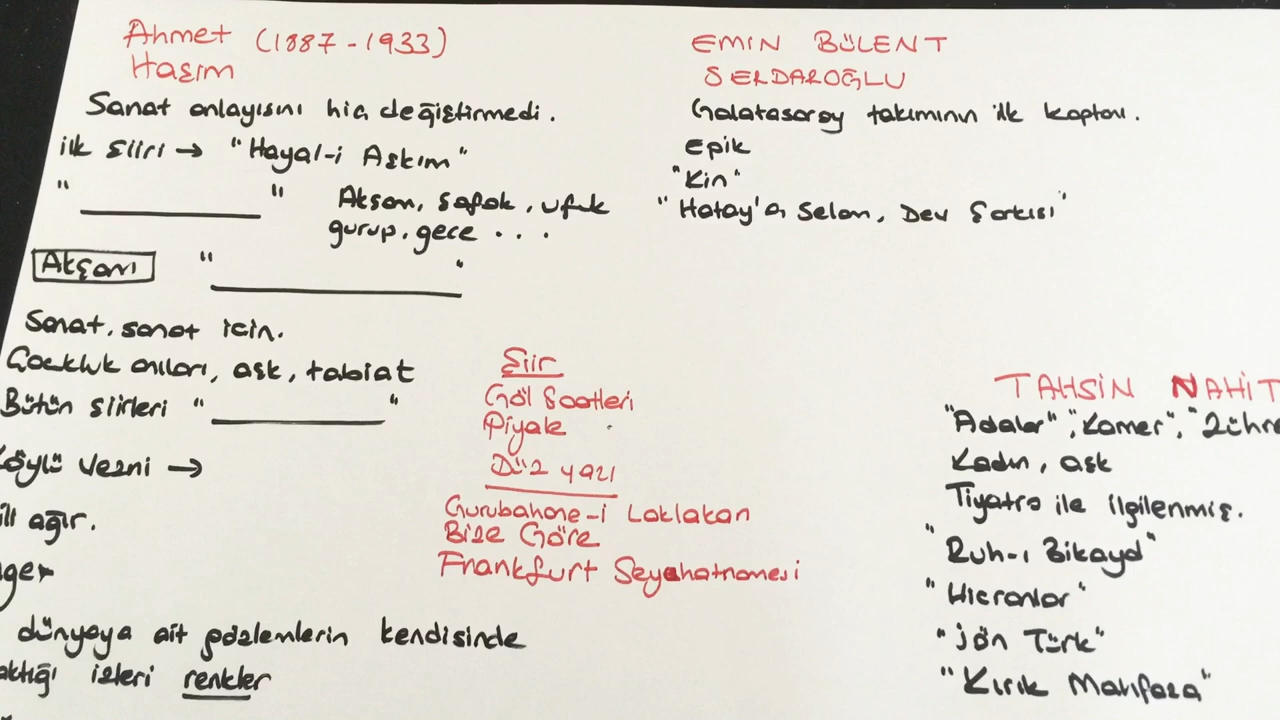 Ahmet (1887-1933)
Haşim
Sanat anlayışını hiç değiştirmedi.
ilk şiiri → "Hayal-i Aşkım"
" " Akşam, şafak, ufuk
gurup, gece ...
Akşam " "
Sanat, sanat için.
Çocukluk anıları, aşk, tabiat
Bütün şiirleri " "
Köylü Vezni →
ağır.
dünyaya ait gözlemlerin kendisinde
izleri renkler
Şiir
Göl Saatleri
Piyale
Düz yazı
Gurubahane-i Laklakan
Bize Göre
Frankfurt Seyahatnamesi
EMİN BÜLENT
SERDAROĞLU
Galatasaray takımının ilk kaptanı.
Epik
"Kin"
"Hatay'a Selam, Dev Şarkısı"
TAHSİN NAHİT
"Adalar", "Kamer", "Zühre
Kadın, aşk
Tiyatro ile ilgilenmiş.
"Ruh-ı Bikayd"
"Hicranlar"
"Jön Türk"
"Kırık Mahfaza"